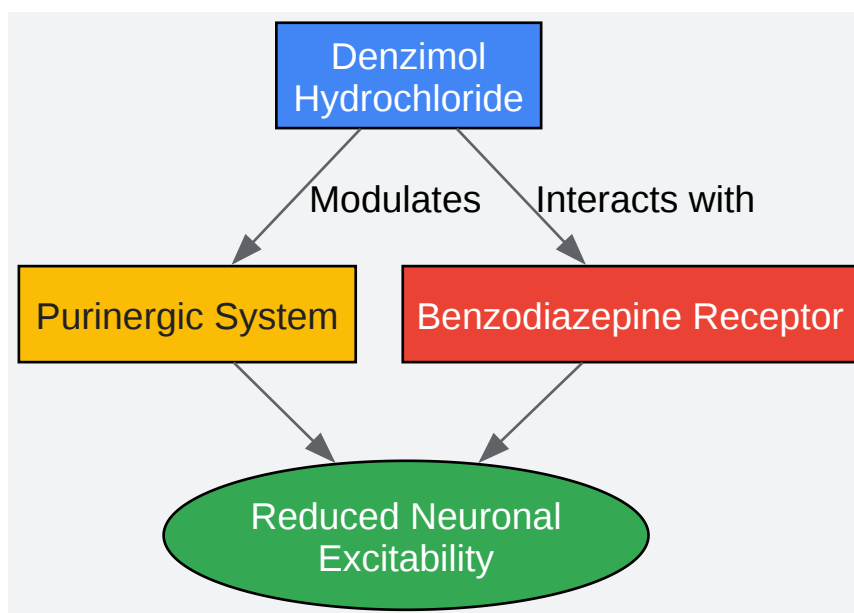 Denzimol
Hydrochloride
Modulates
Interacts with
Purinergic System
Benzodiazepine Receptor
Reduced Neuronal
Excitability